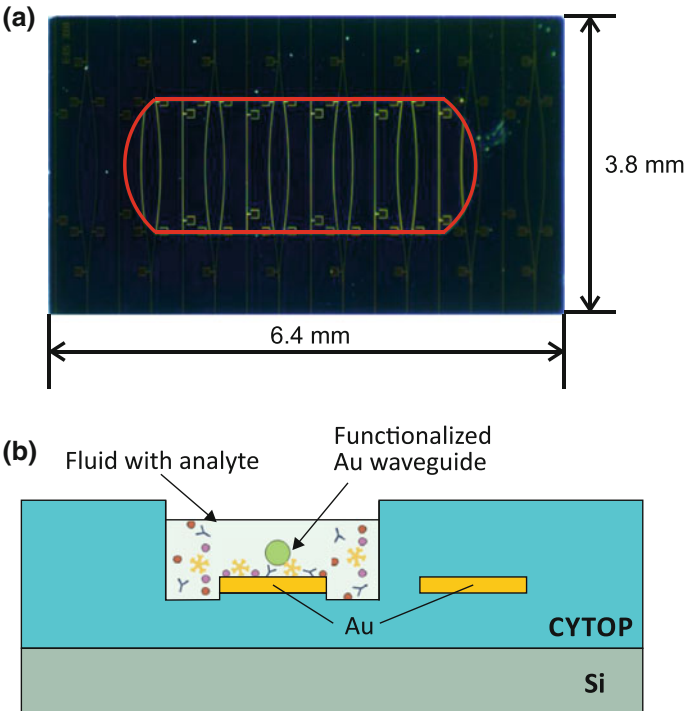 (a)
3.8 mm
6.4 mm
(b)
Functionalized
Au waveguide
Fluid with analyte
Au
CYTOP
Si